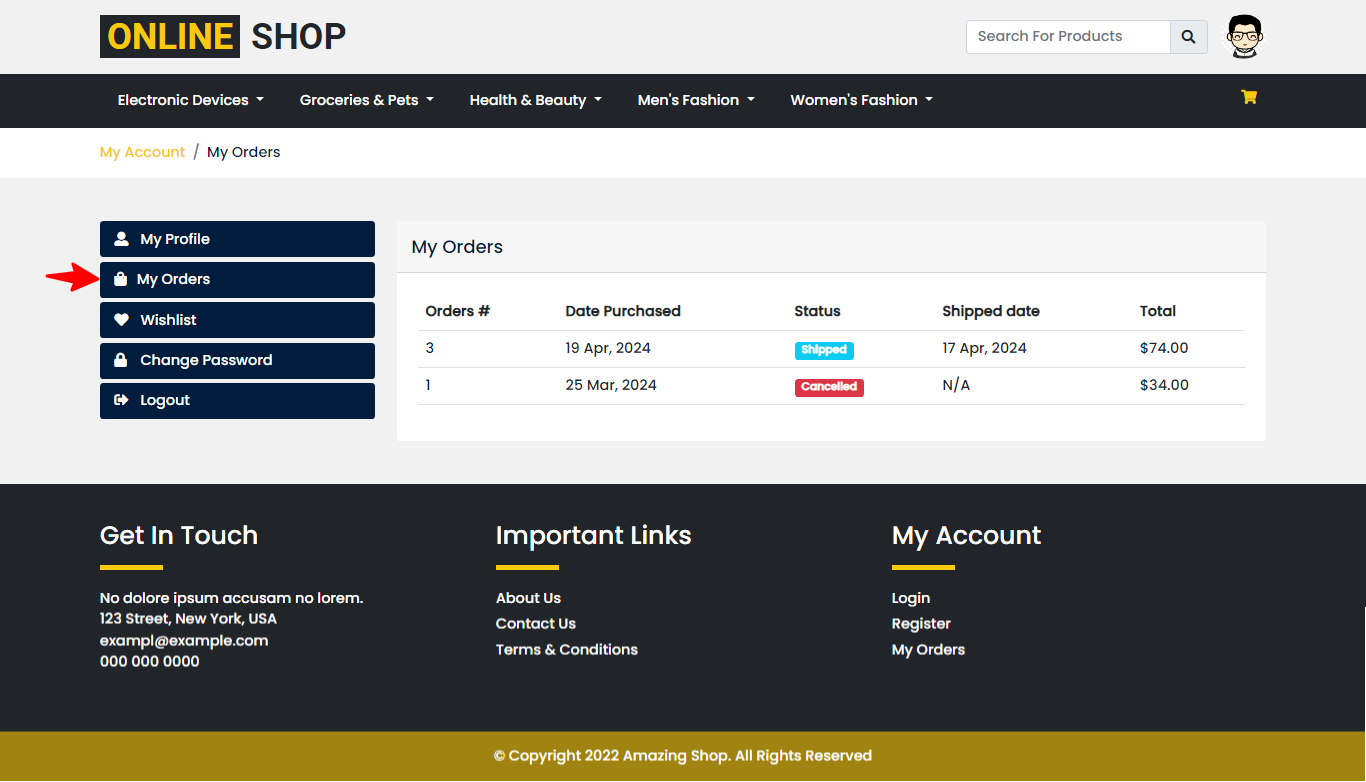 ONLINE SHOP
Search For Products
Electronic Devices Groceries & Pets Health & Beauty Men's Fashion Women's Fashion
My Account / My Orders
My Profile
My Orders
Wishlist
Change Password
Logout
My Orders
Orders # Date Purchased Status Shipped date Total
3 19 Apr, 2024 Shipped 17 Apr, 2024 $74.00
1 25 Mar, 2024 Cancelled N/A $34.00
Get In Touch
No dolore ipsum accusam no lorem.
123 Street, New York, USA
exampl@example.com
000 000 0000
Important Links
About Us
Contact Us
Terms & Conditions
My Account
Login
Register
My Orders
© Copyright 2022 Amazing Shop. All Rights Reserved